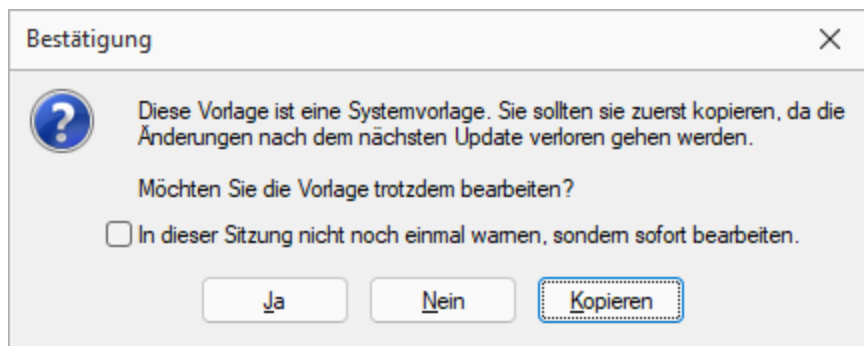 Bestätigung
Diese Vorlage ist eine Systemvorlage. Sie sollten sie zuerst kopieren, da die
Änderungen nach dem nächsten Update verloren gehen werden.
Möchten Sie die Vorlage trotzdem bearbeiten?
In dieser Sitzung nicht noch einmal warnen, sondern sofort bearbeiten.
Ja
Nein
Kopieren